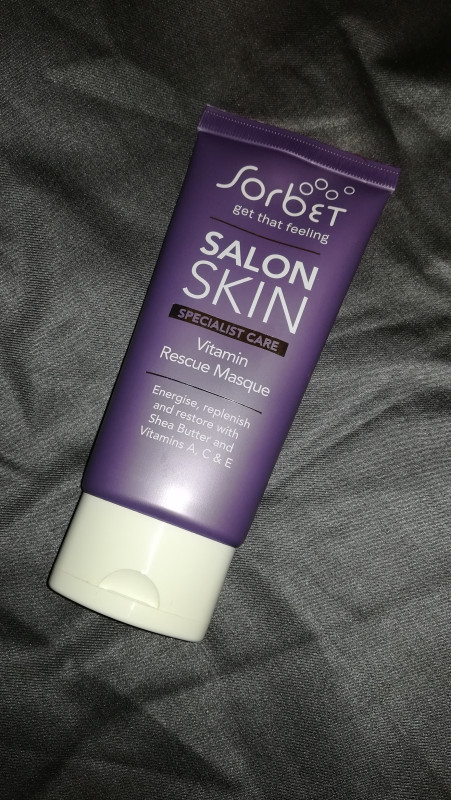 Sorbet
get that feeling
SALON
SKIN
SPECIALIST CARE
Vitamin
Rescue Masque
Energise, replenish
and restore with
Shea Butter and
Vitamins A, C & E